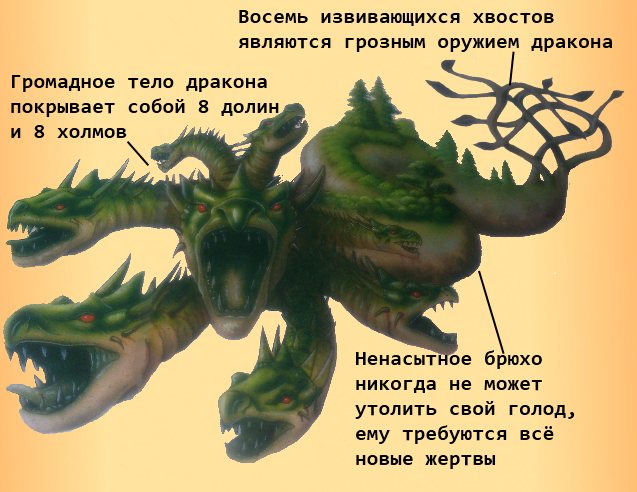 Восемь извивающихся хвостов
являются грозным оружием дракона
Громадное тело дракона
покрывает собой 8 долин
и 8 холмов
Ненасытное брюхо
никогда не может
утолить свой голод,
ему требуются всё
новые жертвы